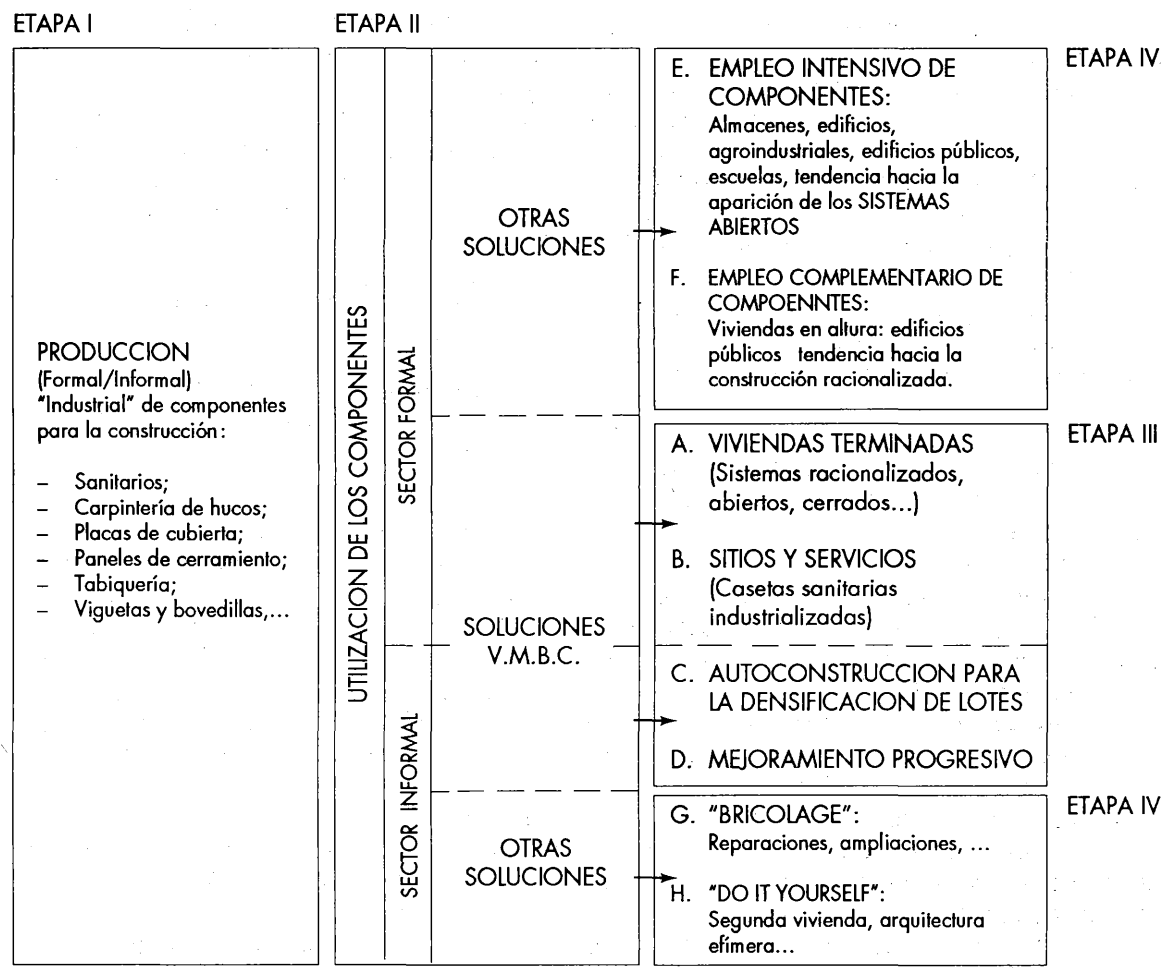 ETAPA I
PRODUCCION
(Formal/Informal)
"Industrial" de componentes
para la construcción:
– Sanitarios;
– Carpintería de hucos;
– Placas de cubierta;
– Paneles de cerramiento;
– Tabiquería;
– Viguetas y bovedillas,...
ETAPA II
UTILIZACION DE LOS COMPONENTES
SECTOR FORMAL
SECTOR INFORMAL
OTRAS
SOLUCIONES
SOLUCIONES
V.M.B.C.
OTRAS
SOLUCIONES
ETAPA IV
E. EMPLEO INTENSIVO DE
COMPONENTES:
Almacenes, edificios,
agroindustriales, edificios públicos,
escuelas, tendencia hacia la
aparición de los SISTEMAS
ABIERTOS
F. EMPLEO COMPLEMENTARIO DE
COMPOENNTES:
Viviendas en altura: edificios
públicos tendencia hacia la
construcción racionalizada.
ETAPA III
A. VIVIENDAS TERMINADAS
(Sistemas racionalizados,
abiertos, cerrados...)
B. SITIOS Y SERVICIOS
(Casetas sanitarias
industrializadas)
C. AUTOCONSTRUCCION PARA
LA DENSIFICACION DE LOTES
D. MEJORAMIENTO PROGRESIVO
ETAPA IV
G. "BRICOLAGE":
Reparaciones, ampliaciones, ...
H. "DO IT YOURSELF":
Segunda vivienda, arquitectura
efímera...